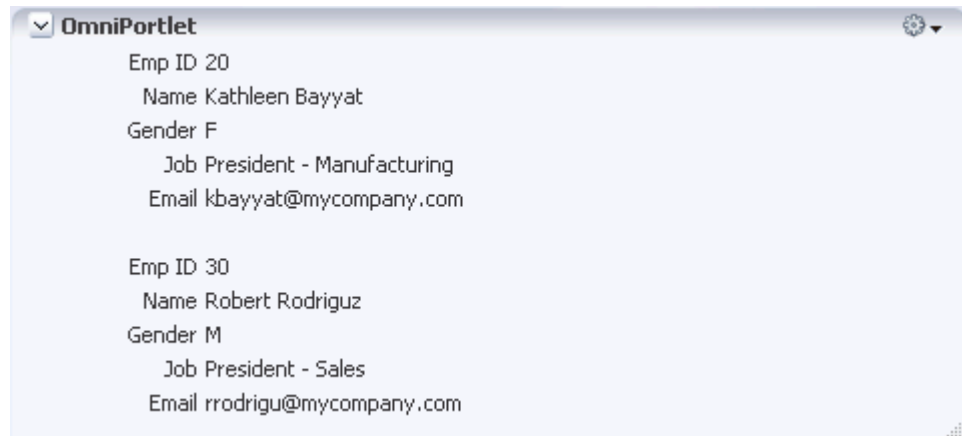 OmniPortlet
Emp ID 20
Name Kathleen Bayyat
Gender F
Job President - Manufacturing
Email kbayyat@mycompany.com
Emp ID 30
Name Robert Rodriguz
Gender M
Job President - Sales
Email rrodrigu@mycompany.com